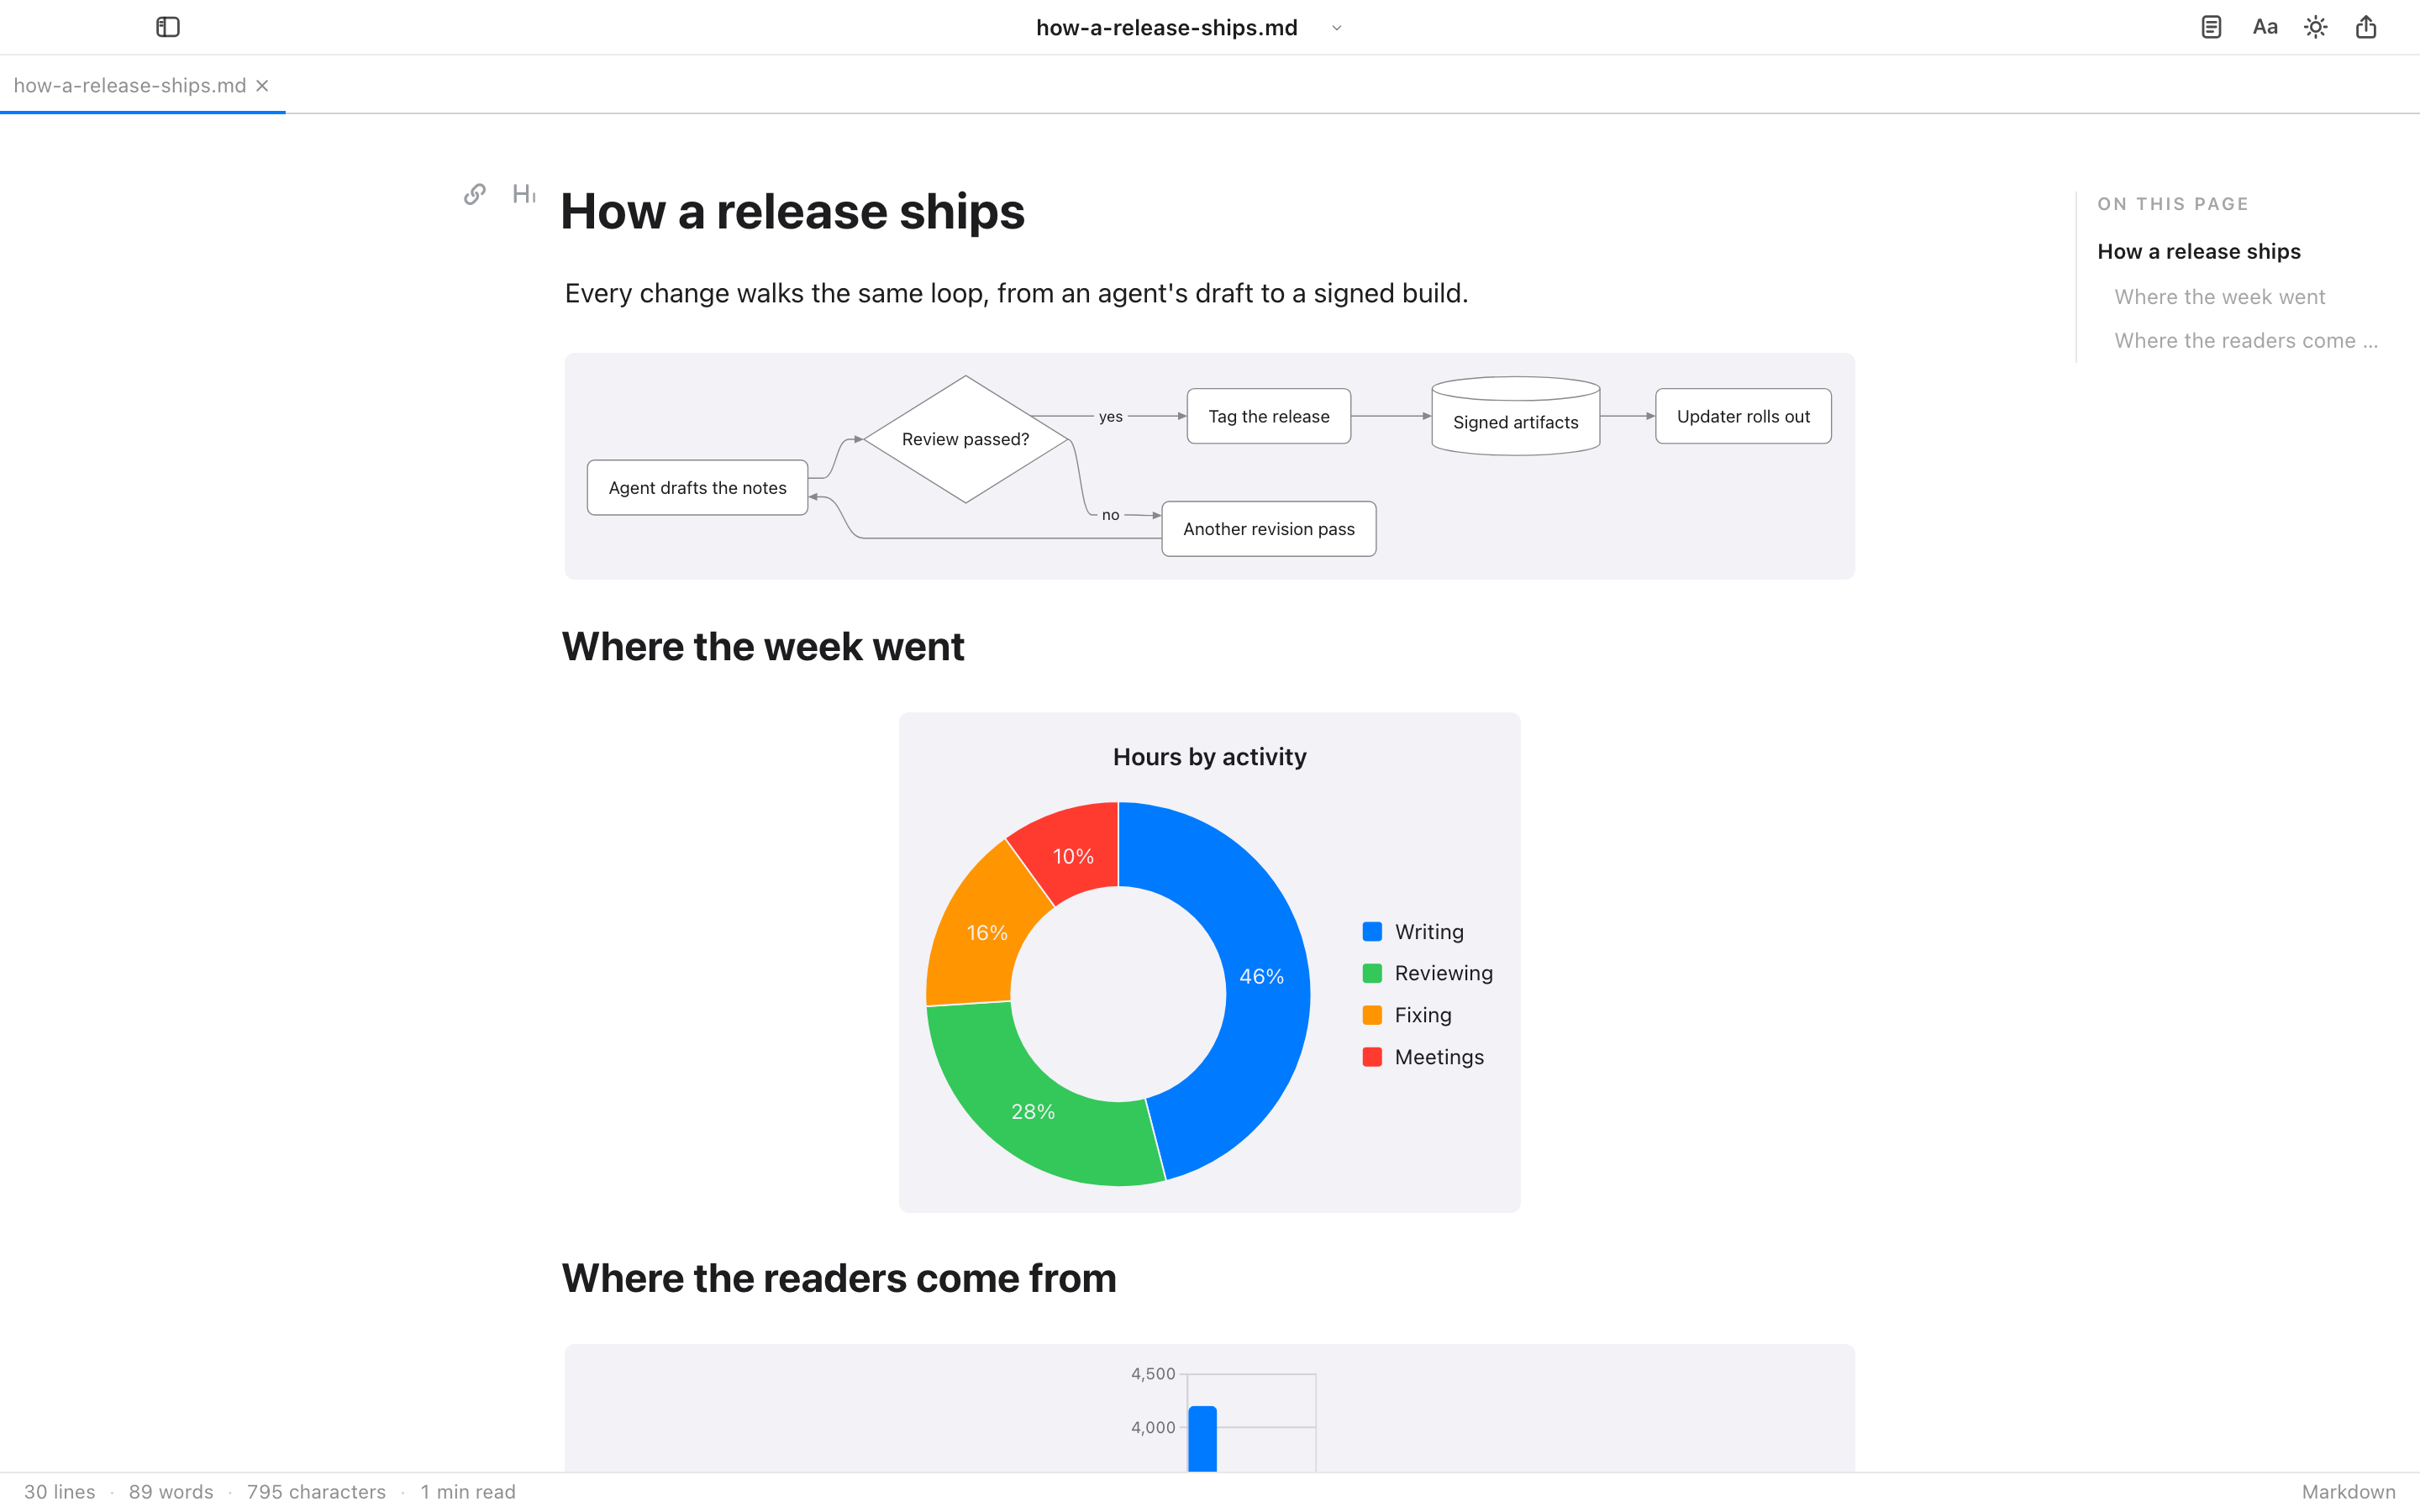 how-a-release-ships.md
Aa
how-a-release-ships.md
H1
How a release ships
Every change walks the same loop, from an agent's draft to a signed build.
ON THIS PAGE
How a release ships
Where the week went
Where the readers come ...
Review passed?
yes
Tag the release
Signed artifacts
Updater rolls out
Agent drafts the notes
no
Another revision pass
Where the week went
Hours by activity
10%
16%
46%
28%
Writing
Reviewing
Fixing
Meetings
Where the readers come from
4,500
4,000
30 lines · 89 words · 795 characters · 1 min read
Markdown